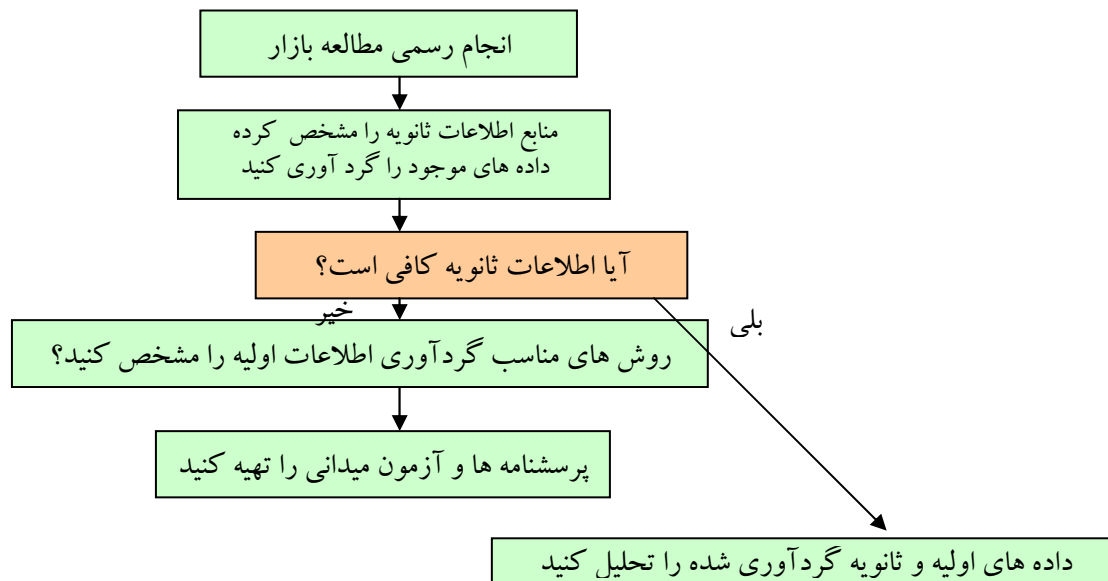 انجام رسمی مطالعه بازار
منابع اطلاعات ثانویه را مشخص کرده
داده های موجود را گرد آوری کنید
آیا اطلاعات ثانویه کافی است؟
خیر
بلی
روش های مناسب گردآوری اطلاعات اولیه را مشخص کنید؟
پرسشنامه ها و آزمون میدانی را تهیه کنید
داده های اولیه و ثانویه گردآوری شده را تحلیل کنید